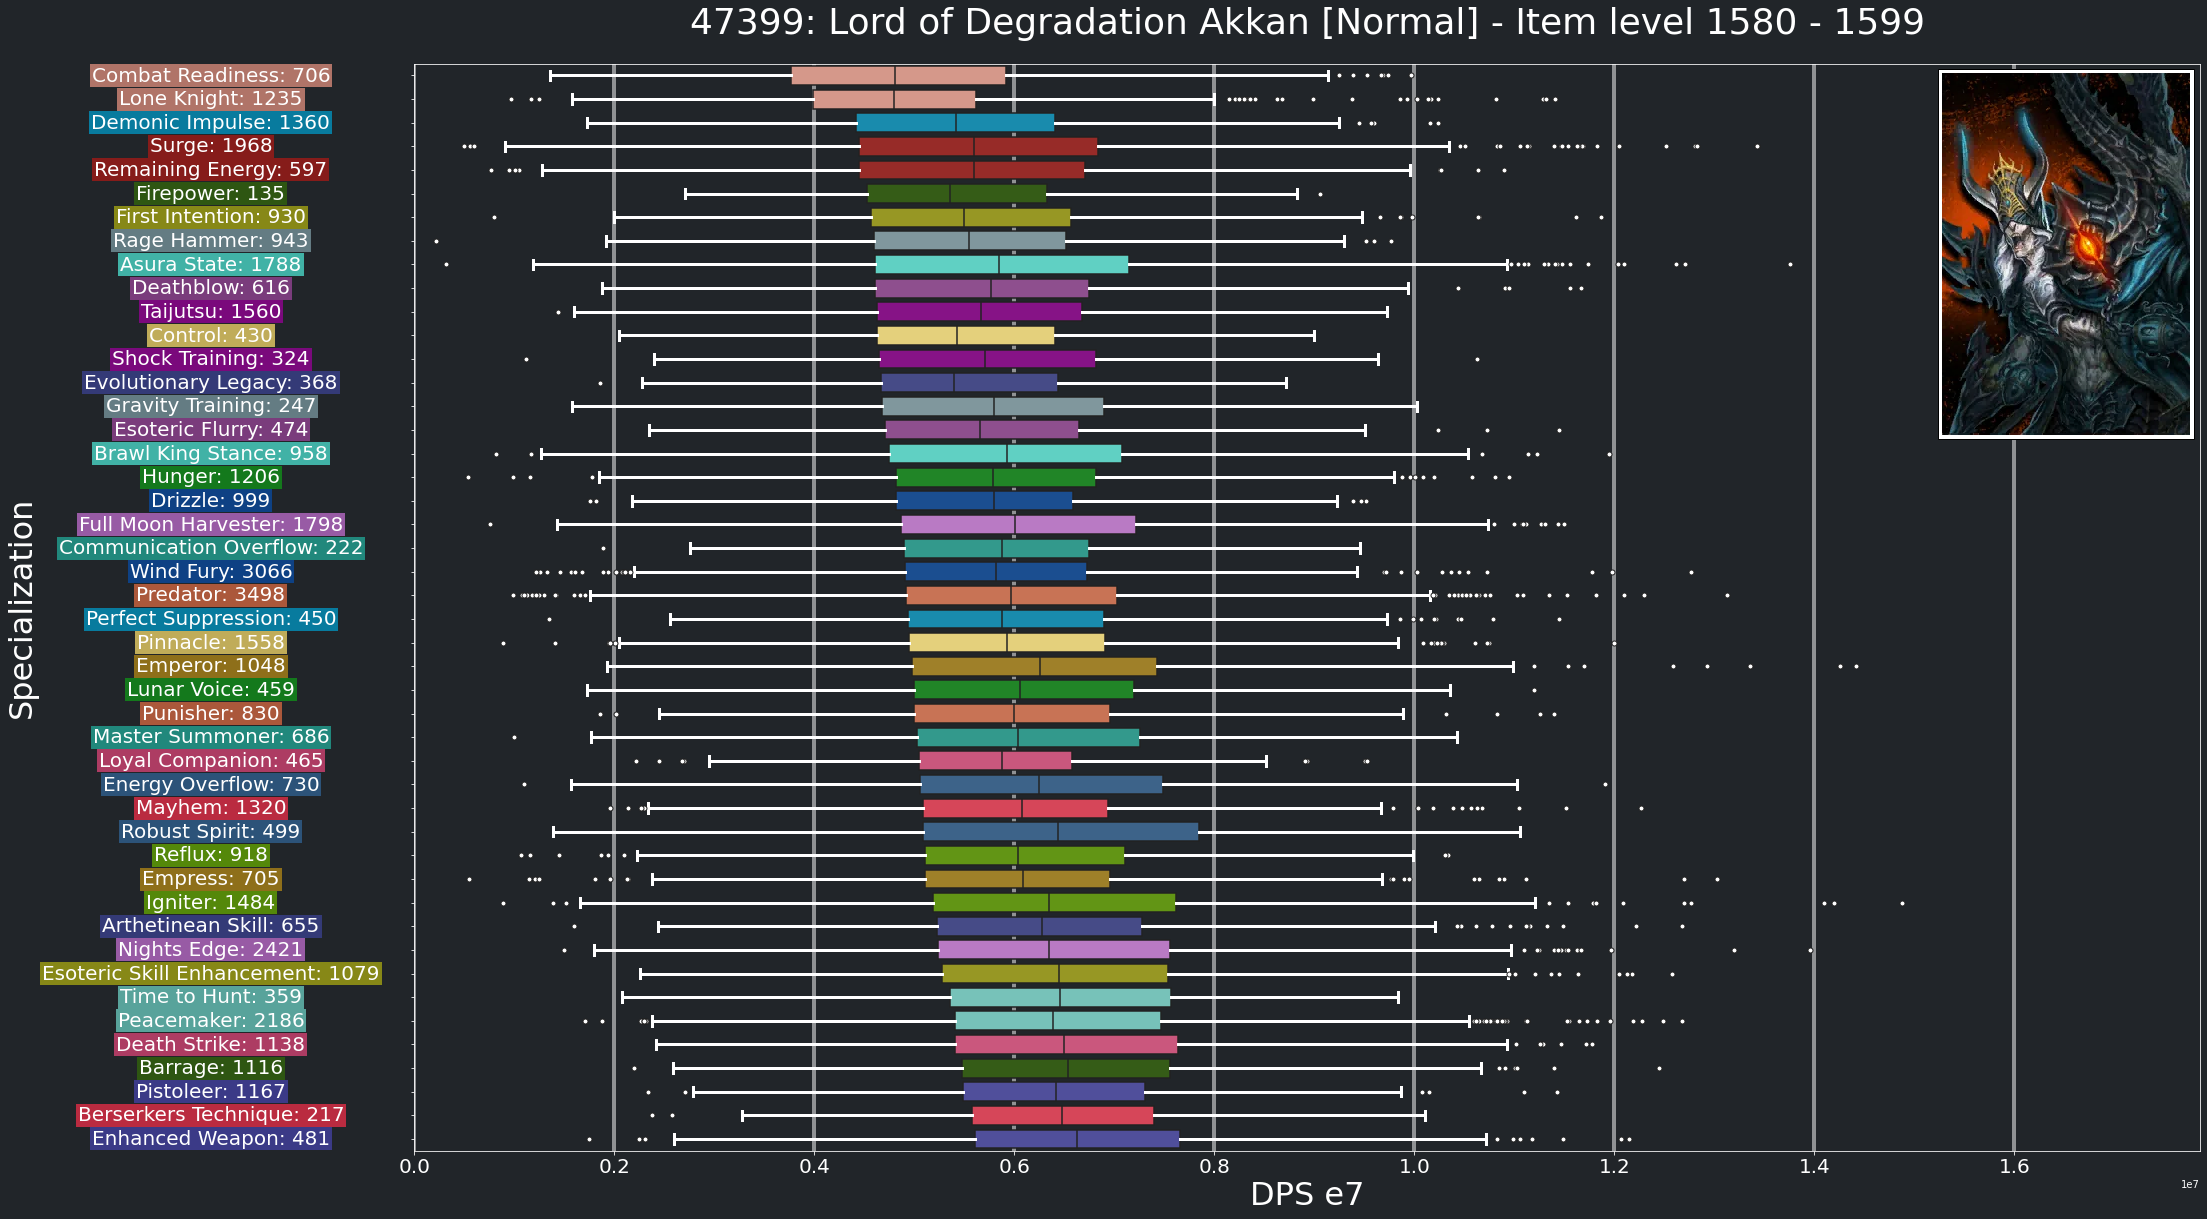 47399: Lord of Degradation Akkan [Normal] - Item level 1580 - 1599
Specialization
Combat Readiness: 706
Lone Knight: 1235
Demonic Impulse: 1360
Surge: 1968
Remaining Energy: 597
Firepower: 135
First Intention: 930
Rage Hammer: 943
Asura State: 1788
Deathblow: 616
Taijutsu: 1560
Control: 430
Shock Training: 324
Evolutionary Legacy: 368
Gravity Training: 247
Esoteric Flurry: 474
Brawl King Stance: 958
Hunger: 1206
Drizzle: 999
Full Moon Harvester: 1798
Communication Overflow: 222
Wind Fury: 3066
Predator: 3498
Perfect Suppression: 450
Pinnacle: 1558
Emperor: 1048
Lunar Voice: 459
Punisher: 830
Master Summoner: 686
Loyal Companion: 465
Energy Overflow: 730
Mayhem: 1320
Robust Spirit: 499
Reflux: 918
Empress: 705
Igniter: 1484
Arthetinean Skill: 655
Nights Edge: 2421
Esoteric Skill Enhancement: 1079
Time to Hunt: 359
Peacemaker: 2186
Death Strike: 1138
Barrage: 1116
Pistoleer: 1167
Berserkers Technique: 217
Enhanced Weapon: 481
0.0 0.2 0.4 0.6 0.8 1.0 1.2 1.4 1.6
1e7
DPS e7